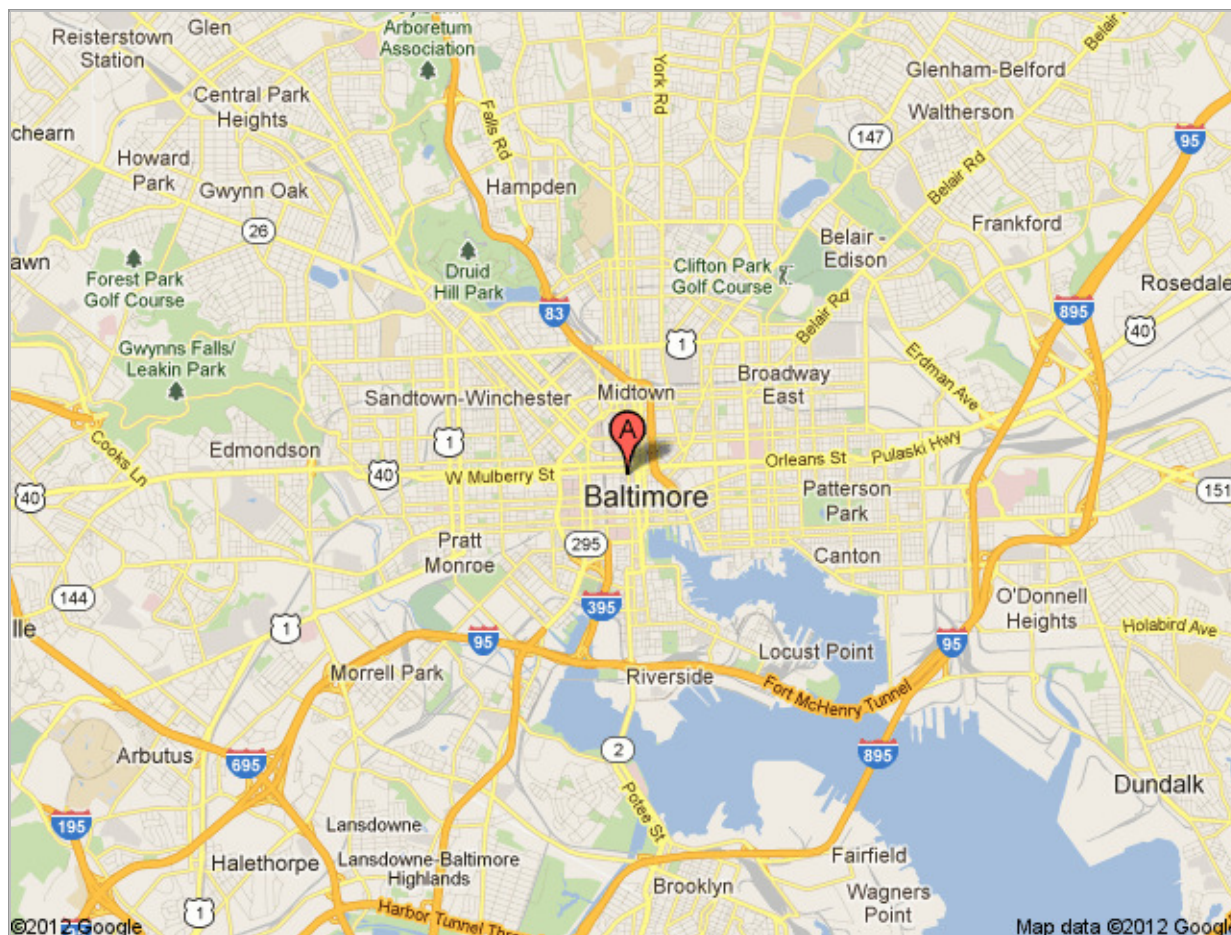 Glen
Cylburn
Arboretum
Association
Reisterstown
Station
Central Park
Heights
Falls Rd
York Rd
Belair Rd
Glenham-Belford
Waltherson
147
95
chearn
Howard
Park
Gwynn Oak
Hampden
Belair Rd
Frankford
26
Belair -
Edison
awn
Forest Park
Golf Course
Druid
Hill Park
Clifton Park
Golf Course
Rosedale
83
Belair Rd
895
40
1
Gwynns Falls/
Leakin Park
Erdman Ave
Broadway
East
Sandtown-Winchester
Midtown
A
Cooks Ln
Edmondson
1
40
40
W Mulberry St
Orleans St
Pulaski Hwy
Baltimore
Patterson
Park
151
Pratt
Monroe
295
Canton
144
395
O'Donnell
Heights
lle
1
95
95
Holabird Ave
Locust Point
Morrell Park
Riverside
Fort McHenry Tunnel
Arbutus
695
2
895
Dundalk
195
Potee St
Lansdowne
Halethorpe
Lansdowne-Baltimore
Highlands
Fairfield
Brooklyn
Wagners
Point
1
Harbor Tunnel Thr
©2012 Google
Map data ©2012 Google